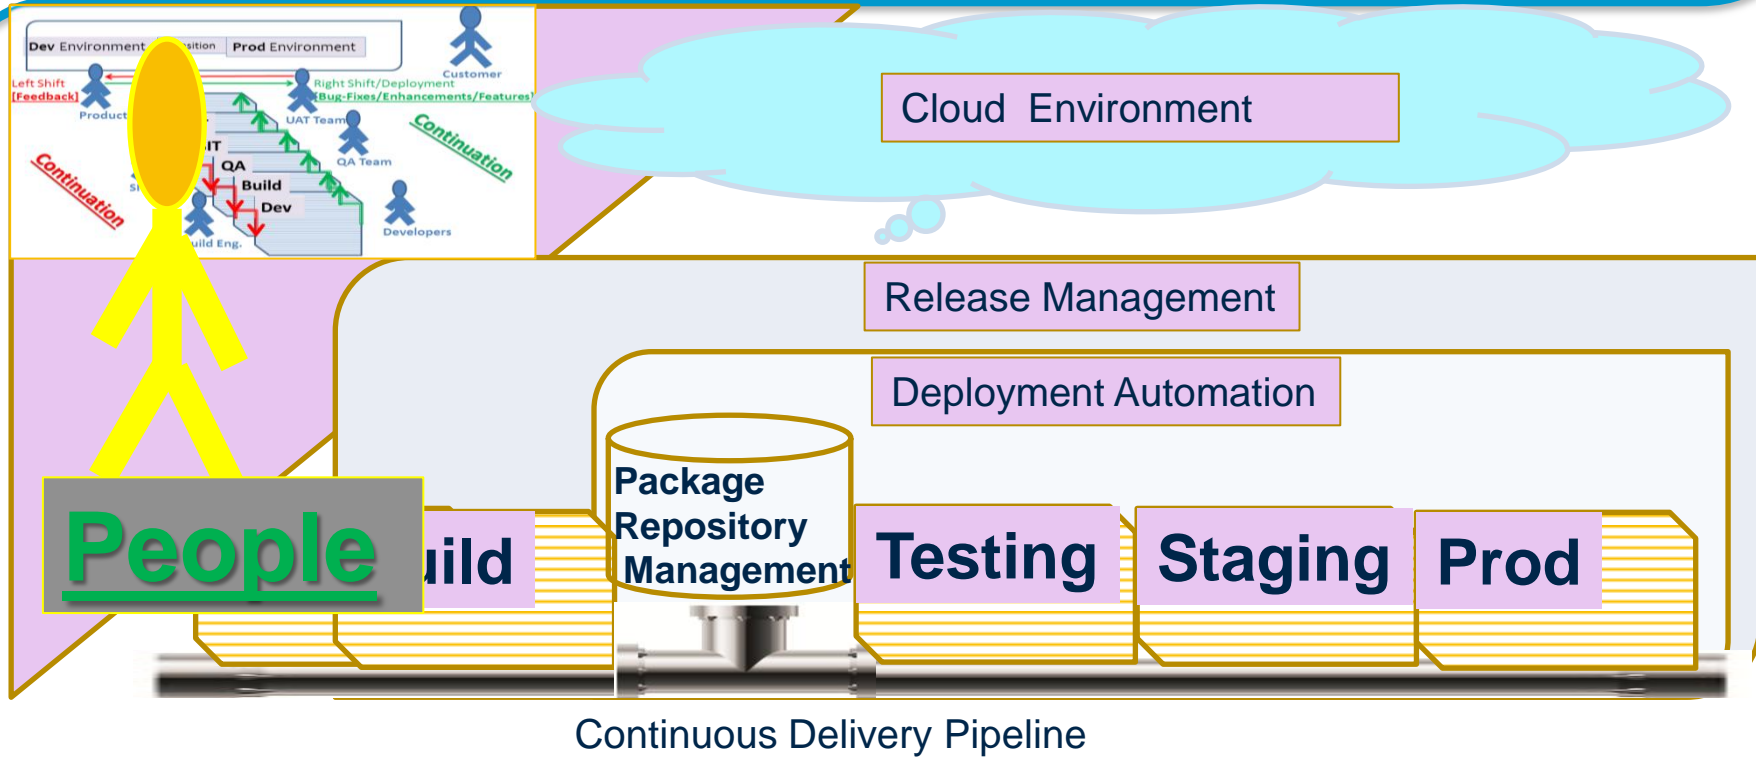 Dev Environment
Prod Environment
Customer
Left Shift
[Feedback]
Right Shift/Deployment
[Bug-Fixes/Enhancements/Features]
Product
UAT Team
Continuation
QA Team
QA
Continuation
Build
Dev
Developers
Cloud Environment
Release Management
Deployment Automation
Package
Repository
Management
People
Testing
Staging
Prod
Continuous Delivery Pipeline